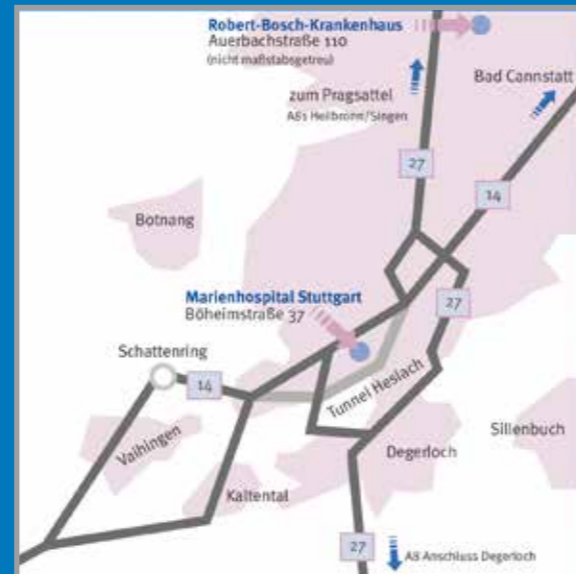 Robert-Bosch-Krankenhaus
Auerbachstraße 110
(nicht maßstabsgetreu)
zum Pragsattel
A81 Heilbronn/Singen
Bad Cannstatt
27
14
Botnang
27
Marienhospital Stuttgart
Böheimstraße 37
Schattenring
14
Tunnel Heslach
Vaihingen
Sillenbuch
Degerloch
Kaltental
27
A8 Anschluss Degerloch